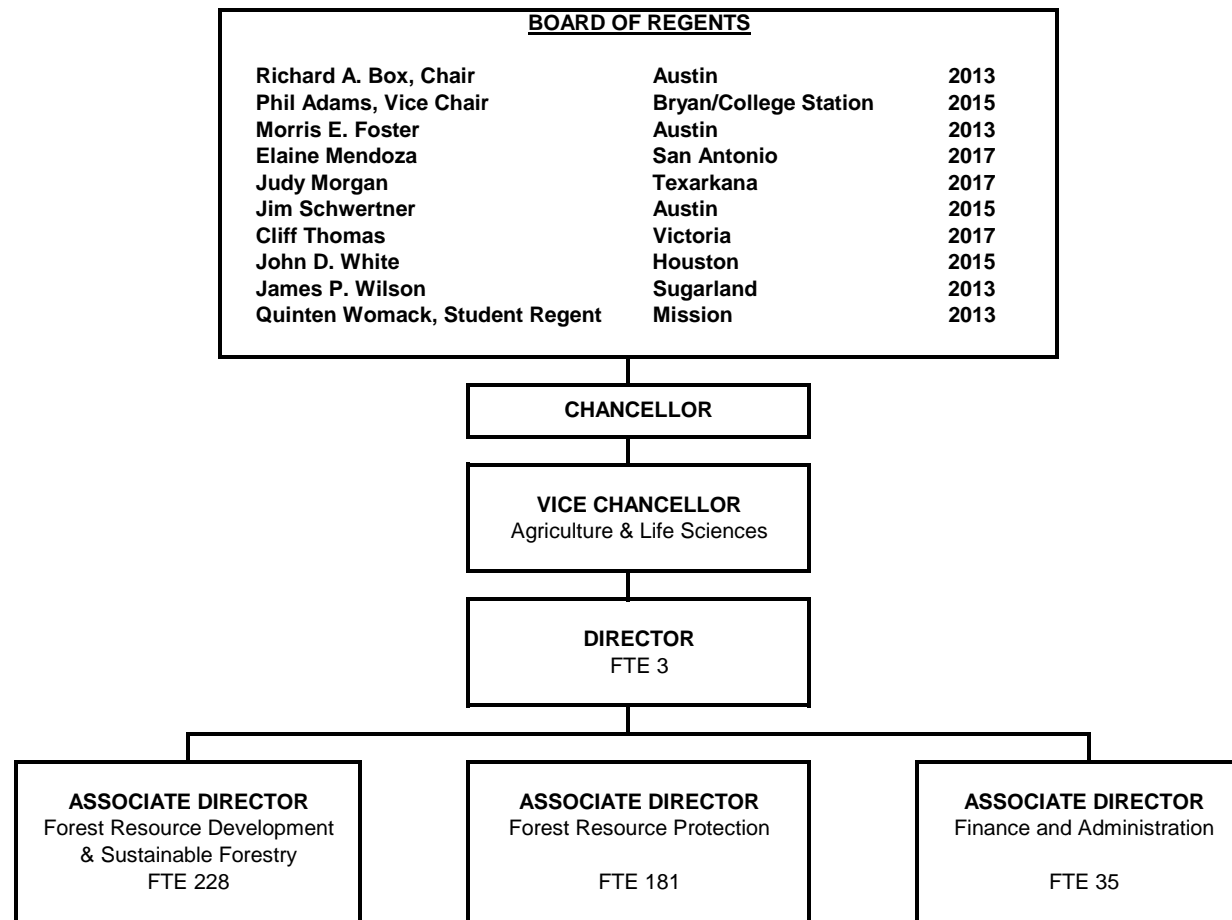 BOARD OF REGENTS
Richard A. Box, Chair Austin 2013
Phil Adams, Vice Chair Bryan/College Station 2015
Morris E. Foster Austin 2013
Elaine Mendoza San Antonio 2017
Judy Morgan Texarkana 2017
Jim Schwertner Austin 2015
Cliff Thomas Victoria 2017
John D. White Houston 2015
James P. Wilson Sugarland 2013
Quinten Womack, Student Regent Mission 2013
CHANCELLOR
VICE CHANCELLOR
Agriculture & Life Sciences
DIRECTOR
FTE 3
ASSOCIATE DIRECTOR
Forest Resource Development
& Sustainable Forestry
FTE 228
ASSOCIATE DIRECTOR
Forest Resource Protection
FTE 181
ASSOCIATE DIRECTOR
Finance and Administration
FTE 35